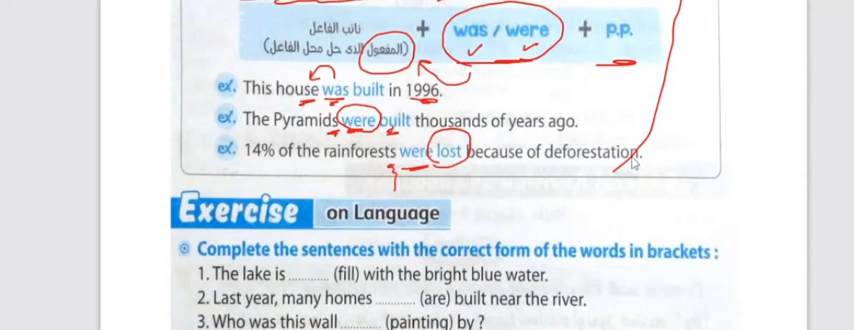 نائب الفاعل + was / were + p.p.
(المفعول الذى حل محل الفاعل)
ex. This house was built in 1996.
ex. The Pyramids were built thousands of years ago.
ex. 14% of the rainforests were lost because of deforestation.
Exercise on Language
Complete the sentences with the correct form of the words in brackets :
1. The lake is ............ (fill) with the bright blue water.
2. Last year, many homes ............ (are) built near the river.
3. Who was this wall ............ (painting) by ?